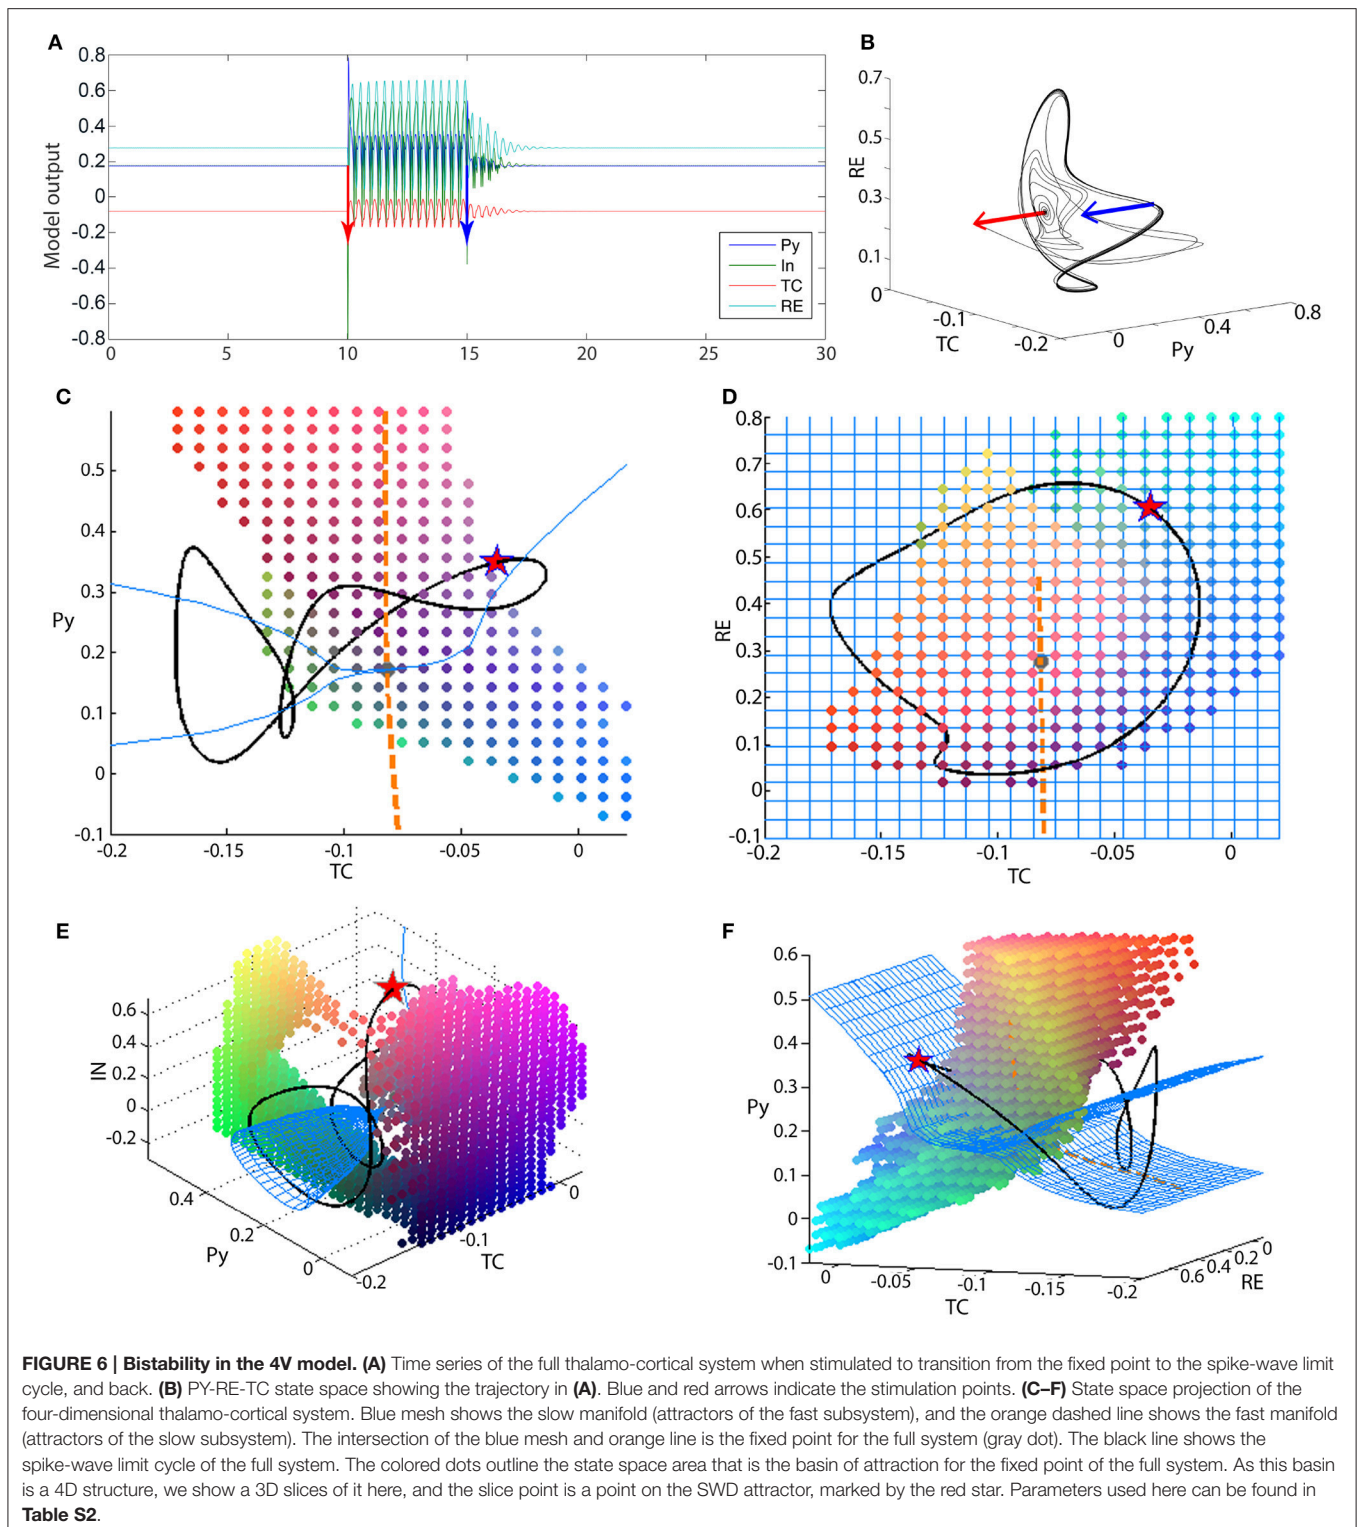 A
0.8
0.6
0.4
0.2
0
-0.2
-0.4
-0.6
-0.8
Model output
0 5 10 15 20 25 30
Py
In
TC
RE
B
0.7
0.5
0.3
0.1
0
RE
-0.1
-0.2
TC
0
0.4
0.8
Py
C
0.5
0.4
0.3
0.2
0.1
0
-0.1
Py
-0.2 -0.15 -0.1 -0.05 0
TC
D
0.8
0.7
0.6
0.5
0.4
0.3
0.2
0.1
0
-0.1
RE
-0.2 -0.15 -0.1 -0.05 0
TC
E
0.6
0.4
0.2
0
-0.2
IN
0.4
0.2
0
Py
-0.2
-0.1
0
TC
F
0.6
0.5
0.4
0.3
0.2
0.1
0
-0.1
Py
0 -0.05 -0.1 -0.15 -0.2
TC
0.6 0.4 0.2 0
RE
FIGURE 6 | Bistability in the 4V model. (A) Time series of the full thalamo-cortical system when stimulated to transition from the fixed point to the spike-wave limit
cycle, and back. (B) PY-RE-TC state space showing the trajectory in (A). Blue and red arrows indicate the stimulation points. (C–F) State space projection of the
four-dimensional thalamo-cortical system. Blue mesh shows the slow manifold (attractors of the fast subsystem), and the orange dashed line shows the fast manifold
(attractors of the slow subsystem). The intersection of the blue mesh and orange line is the fixed point for the full system (gray dot). The black line shows the
spike-wave limit cycle of the full system. The colored dots outline the state space area that is the basin of attraction for the fixed point of the full system. As this basin
is a 4D structure, we show a 3D slices of it here, and the slice point is a point on the SWD attractor, marked by the red star. Parameters used here can be found in
Table S2.